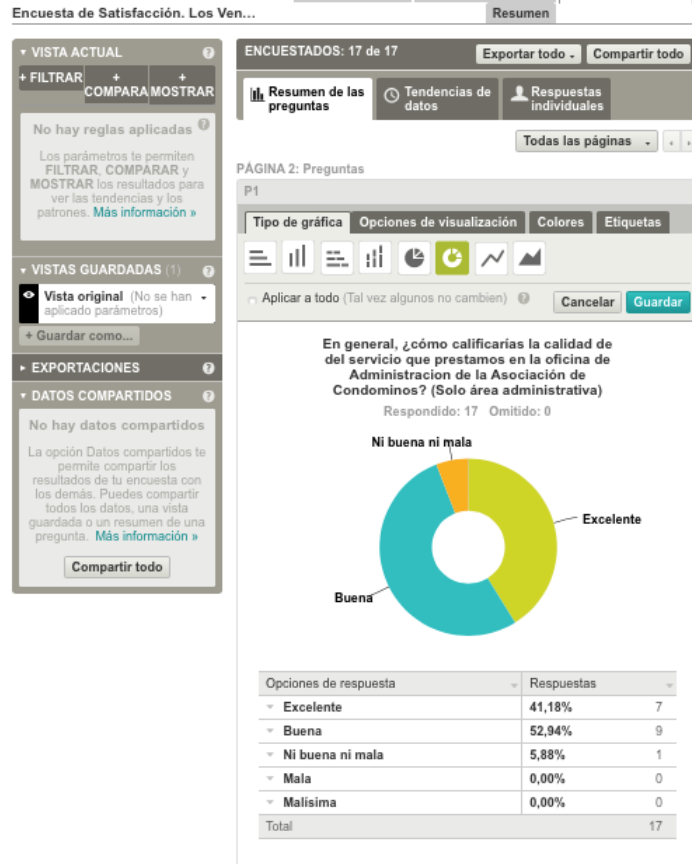 Encuesta de Satisfacción. Los Ven...
Resumen
VISTA ACTUAL
?
+ FILTRAR
+
COMPARA
+
MOSTRAR
No hay reglas aplicadas
?
Los parámetros te permiten
FILTRAR, COMPARAR y
MOSTRAR los resultados para
ver las tendencias y los
patrones. Más información »
VISTAS GUARDADAS (1)
?
Vista original (No se han
aplicado parámetros)
+ Guardar como...
EXPORTACIONES
?
DATOS COMPARTIDOS
?
No hay datos compartidos
La opción Datos compartidos te
permite compartir los
resultados de tu encuesta con
los demás. Puedes compartir
todos los datos, una vista
guardada o un resumen de una
pregunta. Más información »
Compartir todo
ENCUESTADOS: 17 de 17
Exportar todo
Compartir todo
Resumen de las
preguntas
Tendencias de
datos
Respuestas
individuales
Todas las páginas
PÁGINA 2: Preguntas
P1
Tipo de gráfica
Opciones de visualización
Colores
Etiquetas
Aplicar a todo (Tal vez algunos no cambien)
?
Cancelar
Guardar
En general, ¿cómo calificarías la calidad de
del servicio que prestamos en la oficina de
Administracion de la Asociación de
Condominos? (Solo área administrativa)
Respondido: 17 Omitido: 0
Ni buena ni mala
Excelente
Buena
Opciones de respuesta Respuestas
Excelente 41,18% 7
Buena 52,94% 9
Ni buena ni mala 5,88% 1
Mala 0,00% 0
Malísima 0,00% 0
Total 17